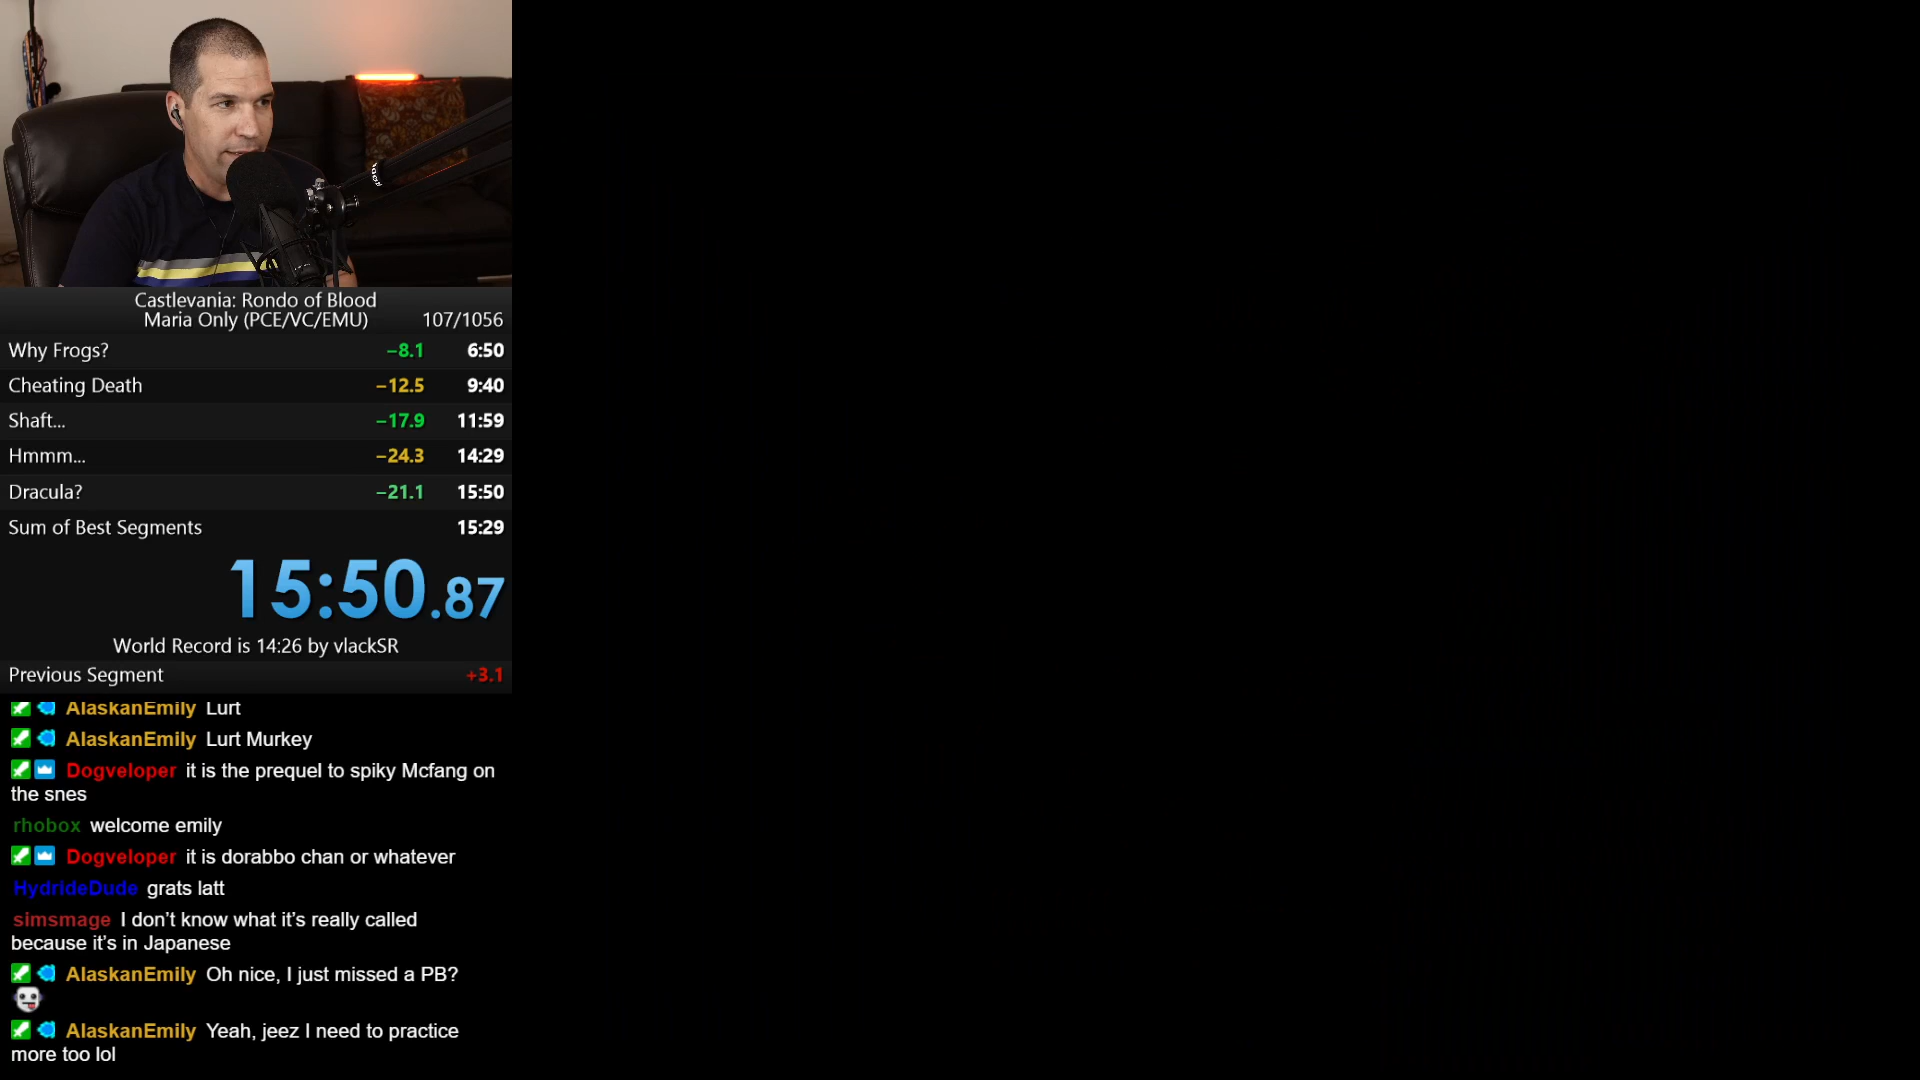 Castlevania: Rondo of Blood
Maria Only (PCE/VC/EMU) 107/1056
Why Frogs? −8.1 6:50
Cheating Death −12.5 9:40
Shaft... −17.9 11:59
Hmmm... −24.3 14:29
Dracula? −21.1 15:50
Sum of Best Segments 15:29
15:50.87
World Record is 14:26 by vlackSR
Previous Segment +3.1
AlaskanEmily Lurt
AlaskanEmily Lurt Murkey
Dogveloper it is the prequel to spiky Mcfang on
the snes
rhobox welcome emily
Dogveloper it is dorabbo chan or whatever
HydrideDude grats latt
simsmage I don’t know what it’s really called
because it’s in Japanese
AlaskanEmily Oh nice, I just missed a PB?
AlaskanEmily Yeah, jeez I need to practice
more too lol